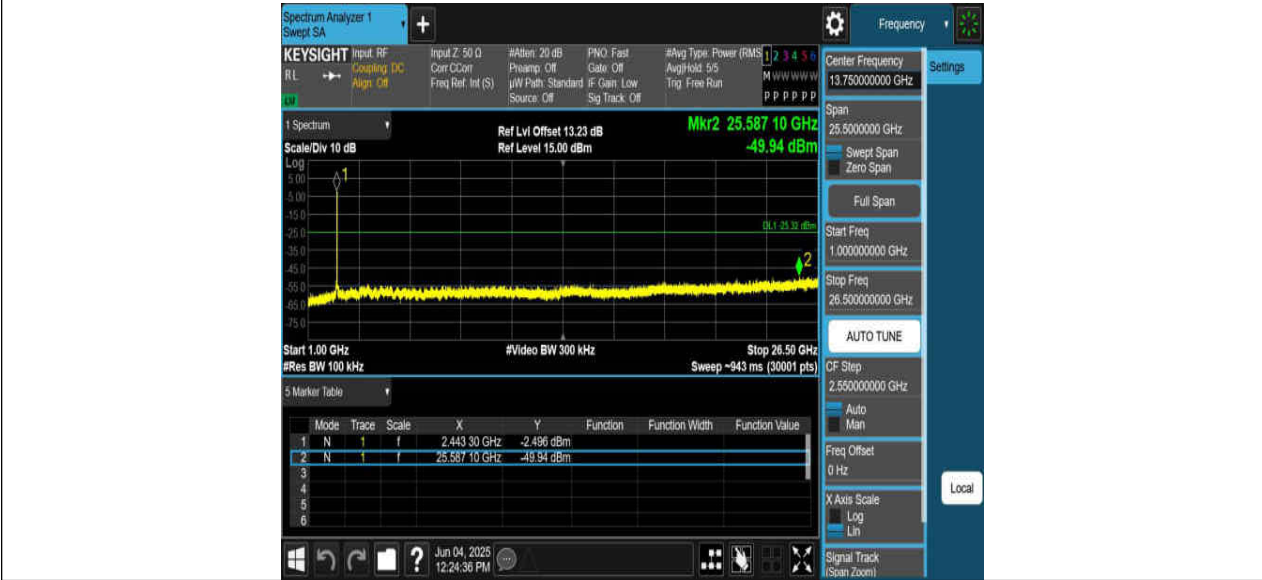 Spectrum Analyzer 1
Swept SA
+
Frequency
KEYSIGHT
RL
Input: RF
Coupling: DC
Align: Off
Input Z: 50 Ω
Corr CCorr
Freq Ref: Int (S)
#Atten: 20 dB
Preamp: Off
µW Path: Standard
Source: Off
PNO: Fast
Gate: Off
IF Gain: Low
Sig Track: Off
#Avg Type: Power (RMS
Avg|Hold: 5/5
Trig: Free Run
1 2 3 4 5 6
M W W W W W
P P P P P P
1 Spectrum
Scale/Div 10 dB
Ref Lvl Offset 13.23 dB
Ref Level 15.00 dBm
Mkr2 25.587 10 GHz
-49.94 dBm
Log
5.00
-5.00
-15.0
-25.0
-35.0
-45.0
-55.0
-65.0
-75.0
1
DL1 -25.32 dBm
2
Start 1.00 GHz
#Video BW 300 kHz
Stop 26.50 GHz
#Res BW 100 kHz
Sweep ~943 ms (30001 pts)
5 Marker Table
Mode Trace Scale X Y Function Function Width Function Value
1 N 1 f 2.443 30 GHz -2.496 dBm
2 N 1 f 25.587 10 GHz -49.94 dBm
3
4
5
6
?
Jun 04, 2025
12:24:36 PM
Center Frequency
13.750000000 GHz
Settings
Span
25.5000000 GHz
Swept Span
Zero Span
Full Span
Start Freq
1.000000000 GHz
Stop Freq
26.500000000 GHz
AUTO TUNE
CF Step
2.550000000 GHz
Auto
Man
Freq Offset
0 Hz
X Axis Scale
Log
Lin
Local
Signal Track
(Span Zoom)